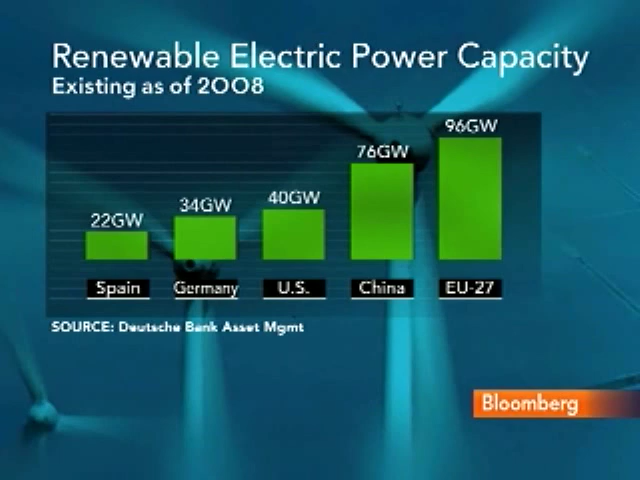 Renewable Electric Power Capacity
Existing as of 2008
22GW
34GW
40GW
76GW
96GW
Spain
Germany
U.S.
China
EU-27
SOURCE: Deutsche Bank Asset Mgmt
Bloomberg